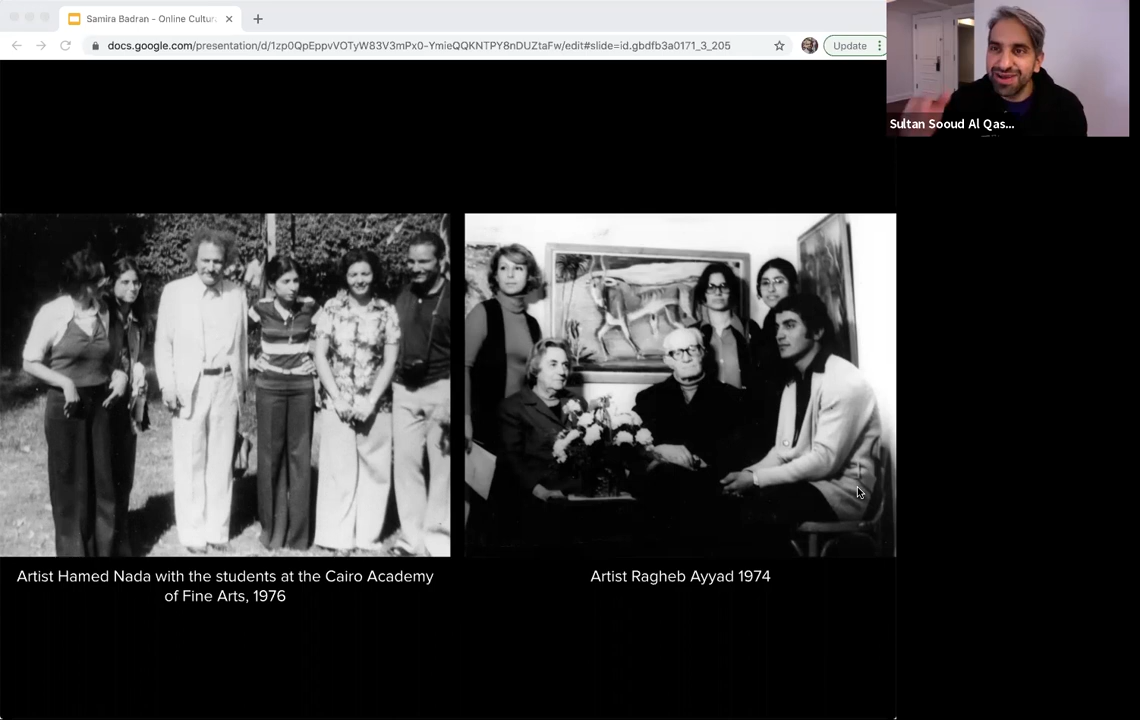 Samira Badran - Online Cultur
docs.google.com/presentation/d/1zp0QpEppvVOTyW83V3mPx0-YmieQQKNTPY8nDUZtaFw/edit#slide=id.gbdfb3a0171_3_205
Update
Sultan Sooud Al Qas...
Artist Hamed Nada with the students at the Cairo Academy
of Fine Arts, 1976
Artist Ragheb Ayyad 1974